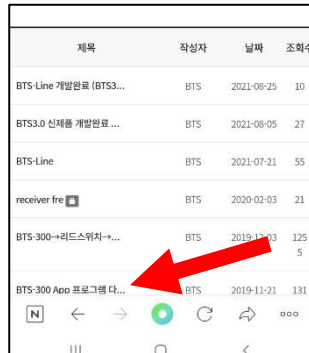 제목 작성자 날짜 조회수
BTS-Line 개발완료 (BTS3... BTS 2021-08-25 10
BTS3.0 신제품 개발완료 ... BTS 2021-08-05 27
BTS-Line BTS 2021-07-21 55
receiver fre BTS 2020-02-03 21
BTS-300→리드스위치→... BTS 2019-12-03 125
5
BTS-300 App 프로그램 다... BTS 2019-11-21 131
N